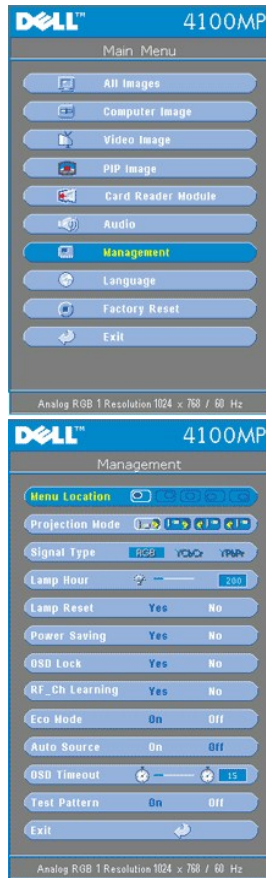 DELL™ 4100MP
Main Menu
All Images
Computer Image
Video Image
PIP Image
Card Reader Module
Audio
Management
Language
Factory Reset
Exit
Analog RGB 1 Resolution 1024 x 768 / 60 Hz
DELL™ 4100MP
Management
Menu Location
Projection Mode
Signal Type RGB YCbCr YPbPr
Lamp Hour 200
Lamp Reset Yes No
Power Saving Yes No
OSD Lock Yes No
RF_Ch Learning Yes No
Eco Mode On Off
Auto Source On Off
OSD Timeout 15
Test Pattern On Off
Exit
Analog RGB 1 Resolution 1024 x 768 / 60 Hz